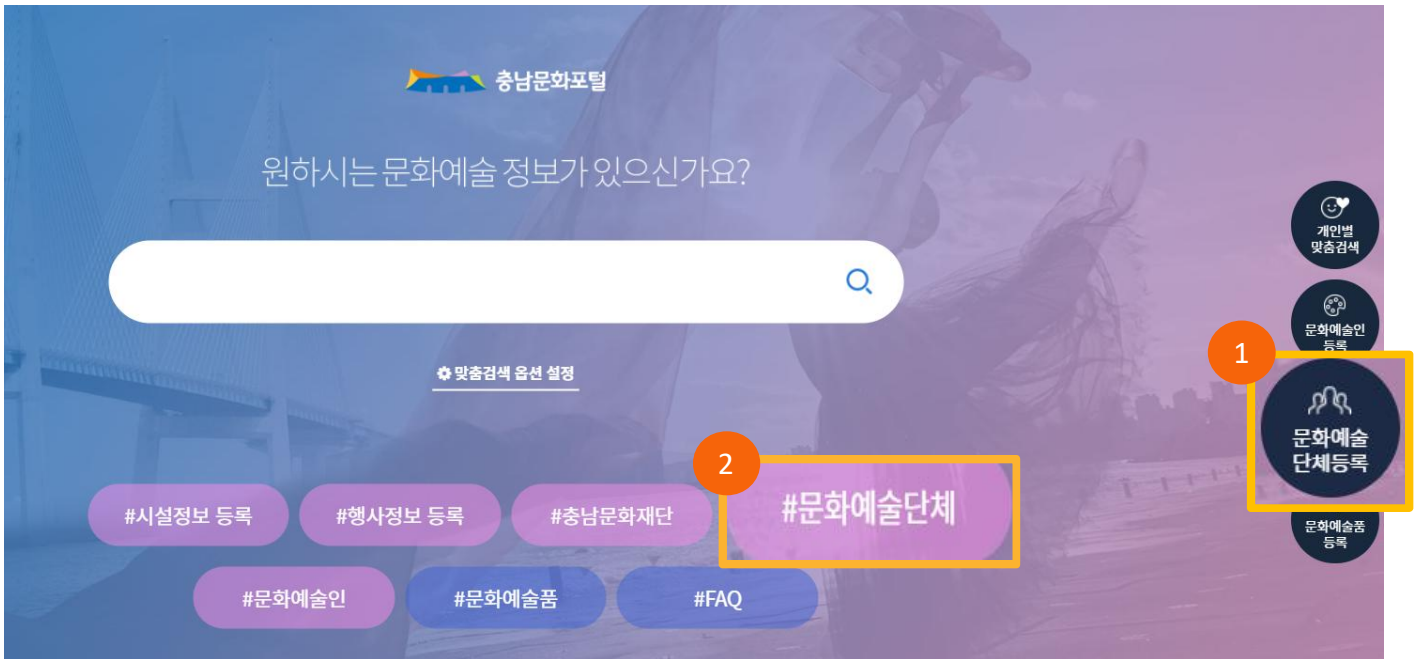 충남문화포털
원하시는 문화예술 정보가 있으신가요?
맞춤검색 옵션 설정
#시설정보 등록
#행사정보 등록
#충남문화재단
2
#문화예술단체
#문화예술인
#문화예술품
#FAQ
개인별
맞춤검색
문화예술인
등록
1
문화예술
단체등록
문화예술품
등록